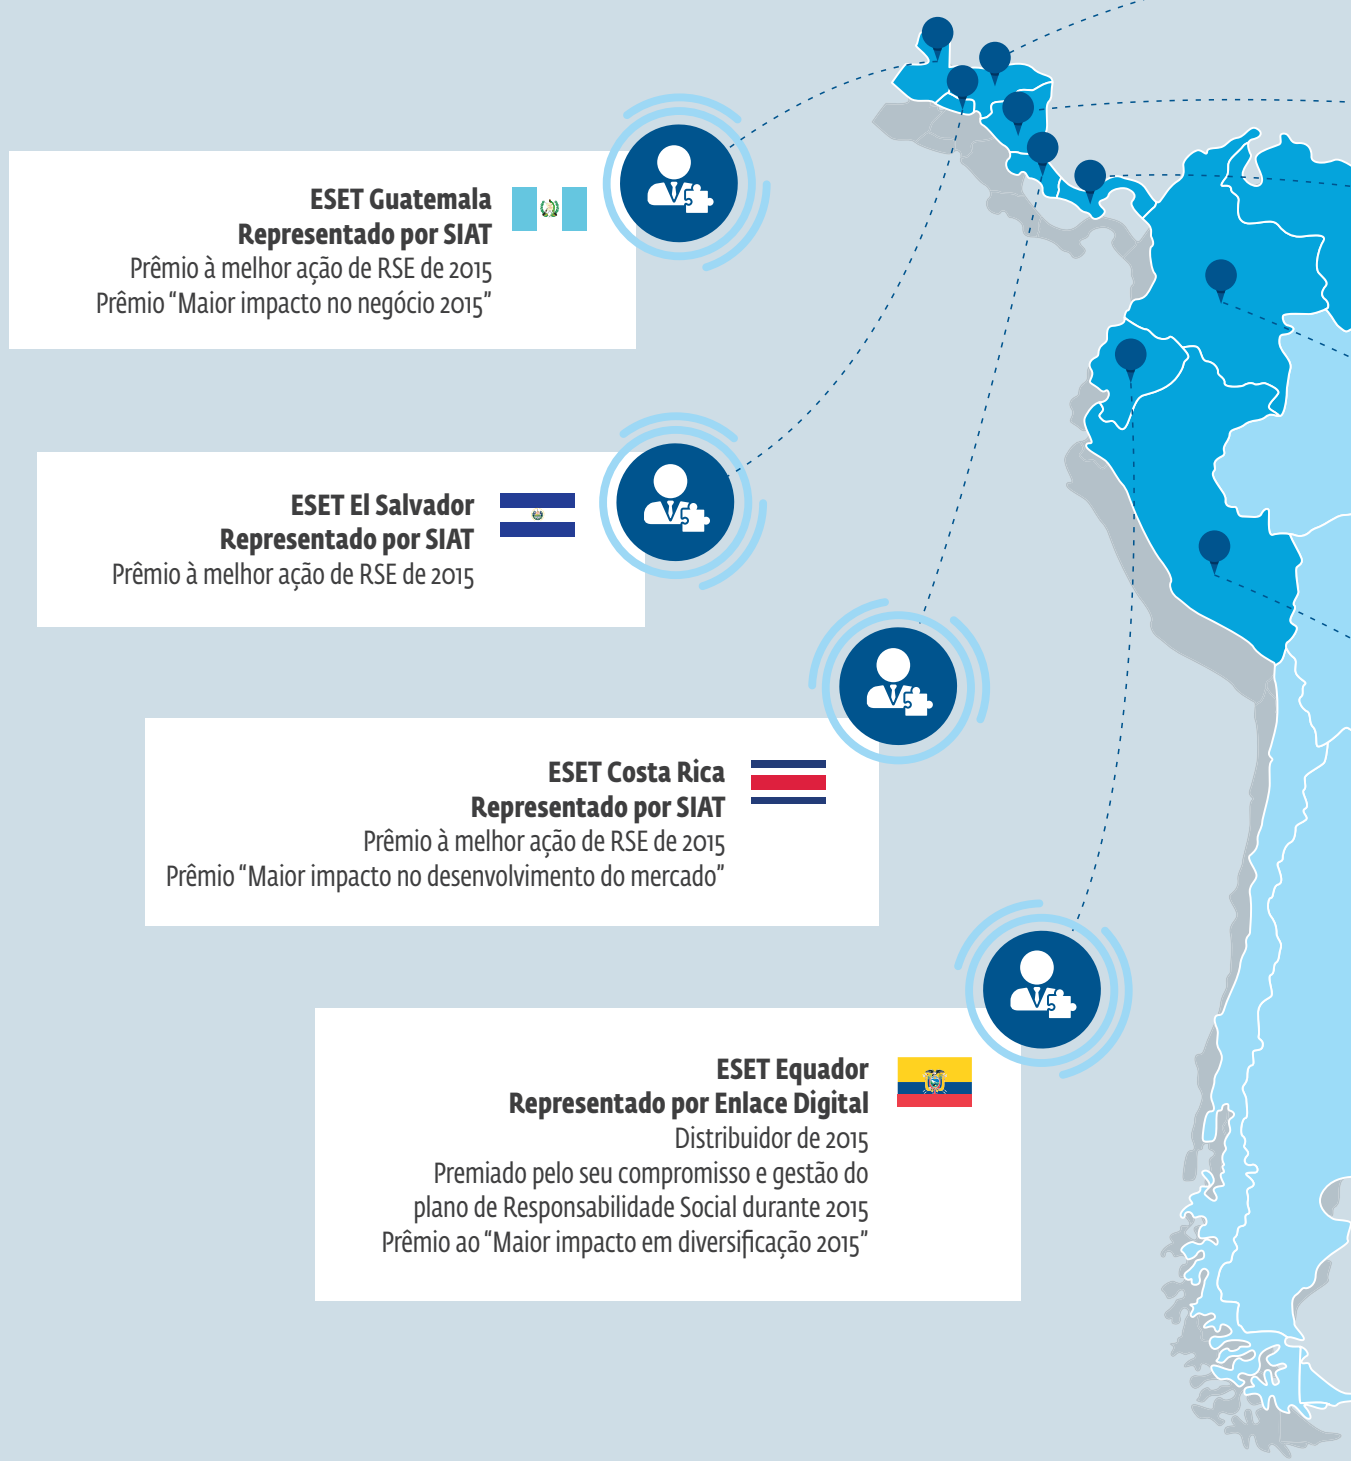 ESET Guatemala
Representado por SIAT
Prêmio à melhor ação de RSE de 2015
Prêmio “Maior impacto no negócio 2015”
ESET El Salvador
Representado por SIAT
Prêmio à melhor ação de RSE de 2015
ESET Costa Rica
Representado por SIAT
Prêmio à melhor ação de RSE de 2015
Prêmio “Maior impacto no desenvolvimento do mercado”
ESET Equador
Representado por Enlace Digital
Distribuidor de 2015
Premiado pelo seu compromisso e gestão do
plano de Responsabilidade Social durante 2015
Prêmio ao “Maior impacto em diversificação 2015”